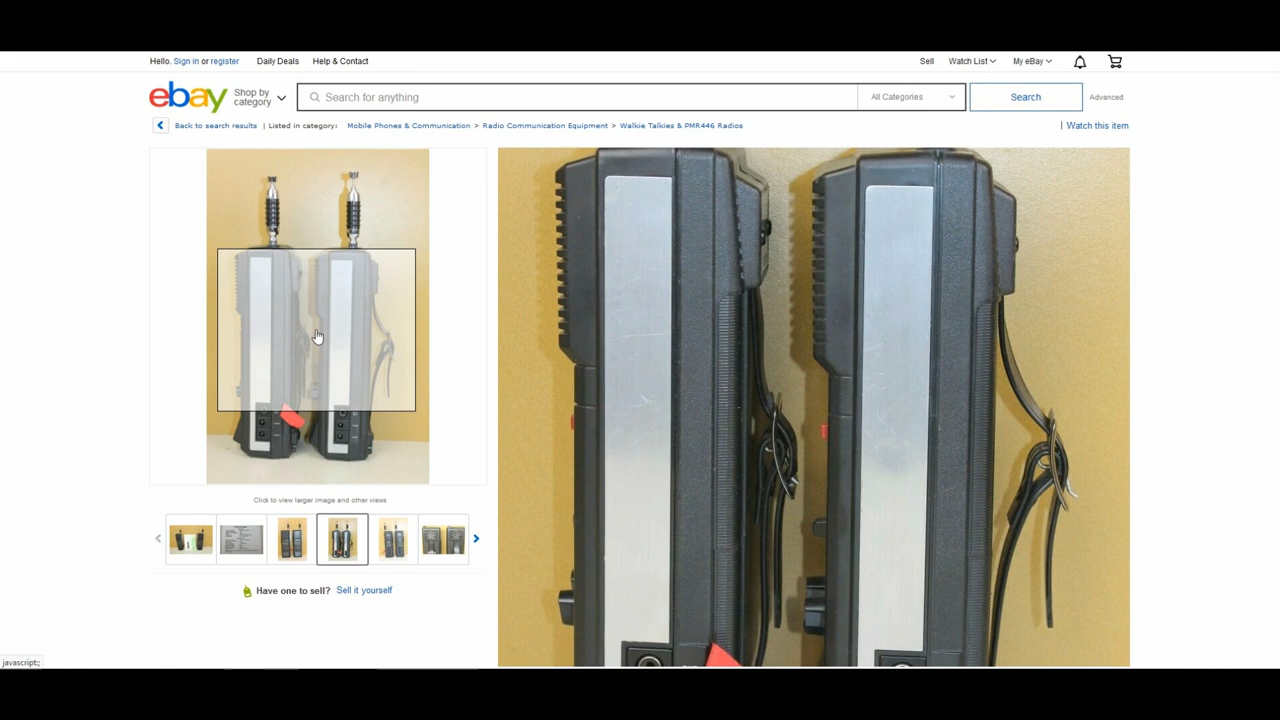 Hello. Sign in or register Daily Deals Help & Contact Sell Watch List My eBay
ebay Shop by category Search for anything All Categories Search Advanced
Back to search results | Listed in category: Mobile Phones & Communication > Radio Communication Equipment > Walkie Talkies & PMR446 Radios | Watch this item
Click to view larger image and other views
Have one to sell? Sell it yourself
javascript:;